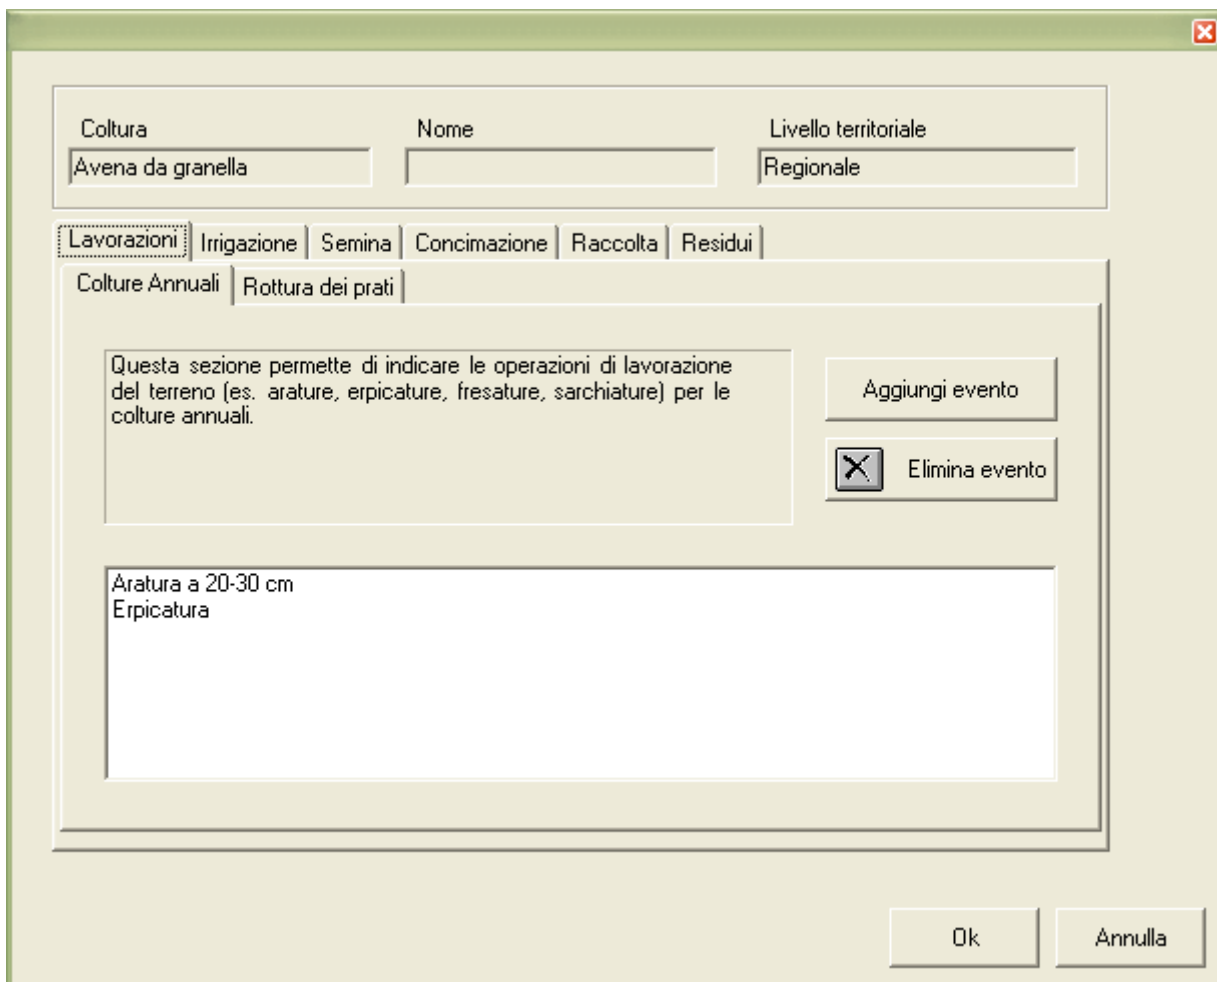 Coltura Nome Livello territoriale
Avena da granella Regionale
Lavorazioni Irrigazione Semina Concimazione Raccolta Residui
Colture Annuali Rottura dei prati
Questa sezione permette di indicare le operazioni di lavorazione
del terreno (es. arature, erpicature, fresature, sarchiature) per le
colture annuali.
Aggiungi evento
Elimina evento
Aratura a 20-30 cm
Erpicatura
Ok Annulla